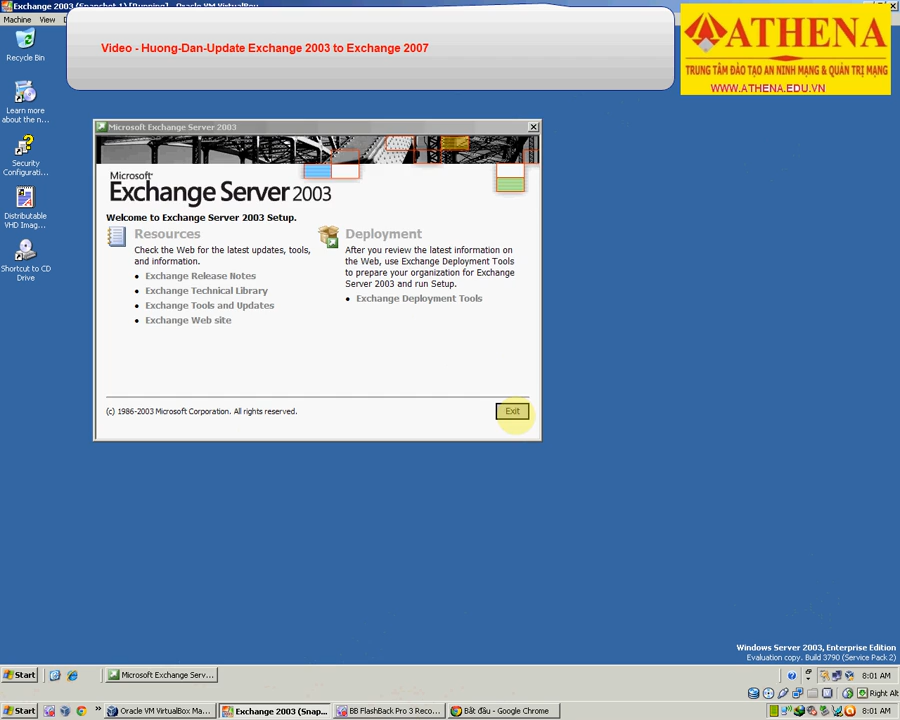 Exchange 2003 (Snapshot 1) [Running] - Oracle VM VirtualBox
Machine View
Video - Huong-Dan-Update Exchange 2003 to Exchange 2007
ATHENA
TRUNG TÂM ĐÀO TẠO AN NINH MẠNG & QUẢN TRỊ MẠNG
WWW.ATHENA.EDU.VN
Recycle Bin
Learn more
about the n...
Security
Configurati...
Distributable
VHD Imag...
Shortcut to CD
Drive
Microsoft Exchange Server 2003
Microsoft
Exchange Server 2003
Welcome to Exchange Server 2003 Setup.
Resources
Check the Web for the latest updates, tools,
and information.
Exchange Release Notes
Exchange Technical Library
Exchange Tools and Updates
Exchange Web site
Deployment
After you review the latest information on
the Web, use Exchange Deployment Tools
to prepare your organization for Exchange
Server 2003 and run Setup.
Exchange Deployment Tools
(c) 1986-2003 Microsoft Corporation. All rights reserved.
Exit
Windows Server 2003, Enterprise Edition
Evaluation copy. Build 3790 (Service Pack 2)
Start
Microsoft Exchange Serv...
8:01 AM
Right Alt
Start
Oracle VM VirtualBox Ma...
Exchange 2003 (Snap...
BB FlashBack Pro 3 Reco...
Bắt đầu - Google Chrome
8:01 AM